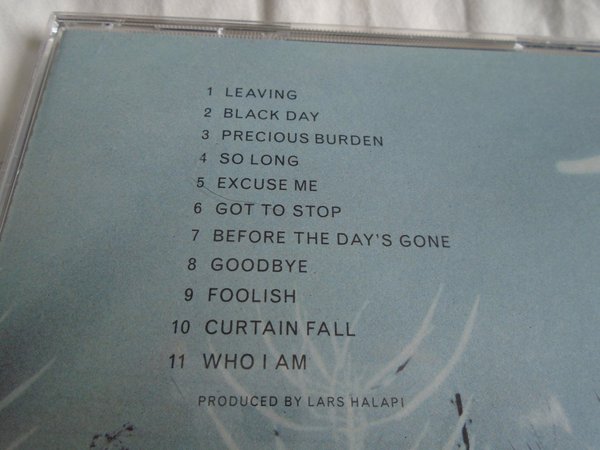 1 LEAVING
2 BLACK DAY
3 PRECIOUS BURDEN
4 SO LONG
5 EXCUSE ME
6 GOT TO STOP
7 BEFORE THE DAY'S GONE
8 GOODBYE
9 FOOLISH
10 CURTAIN FALL
11 WHO I AM
PRODUCED BY LARS HALAPI